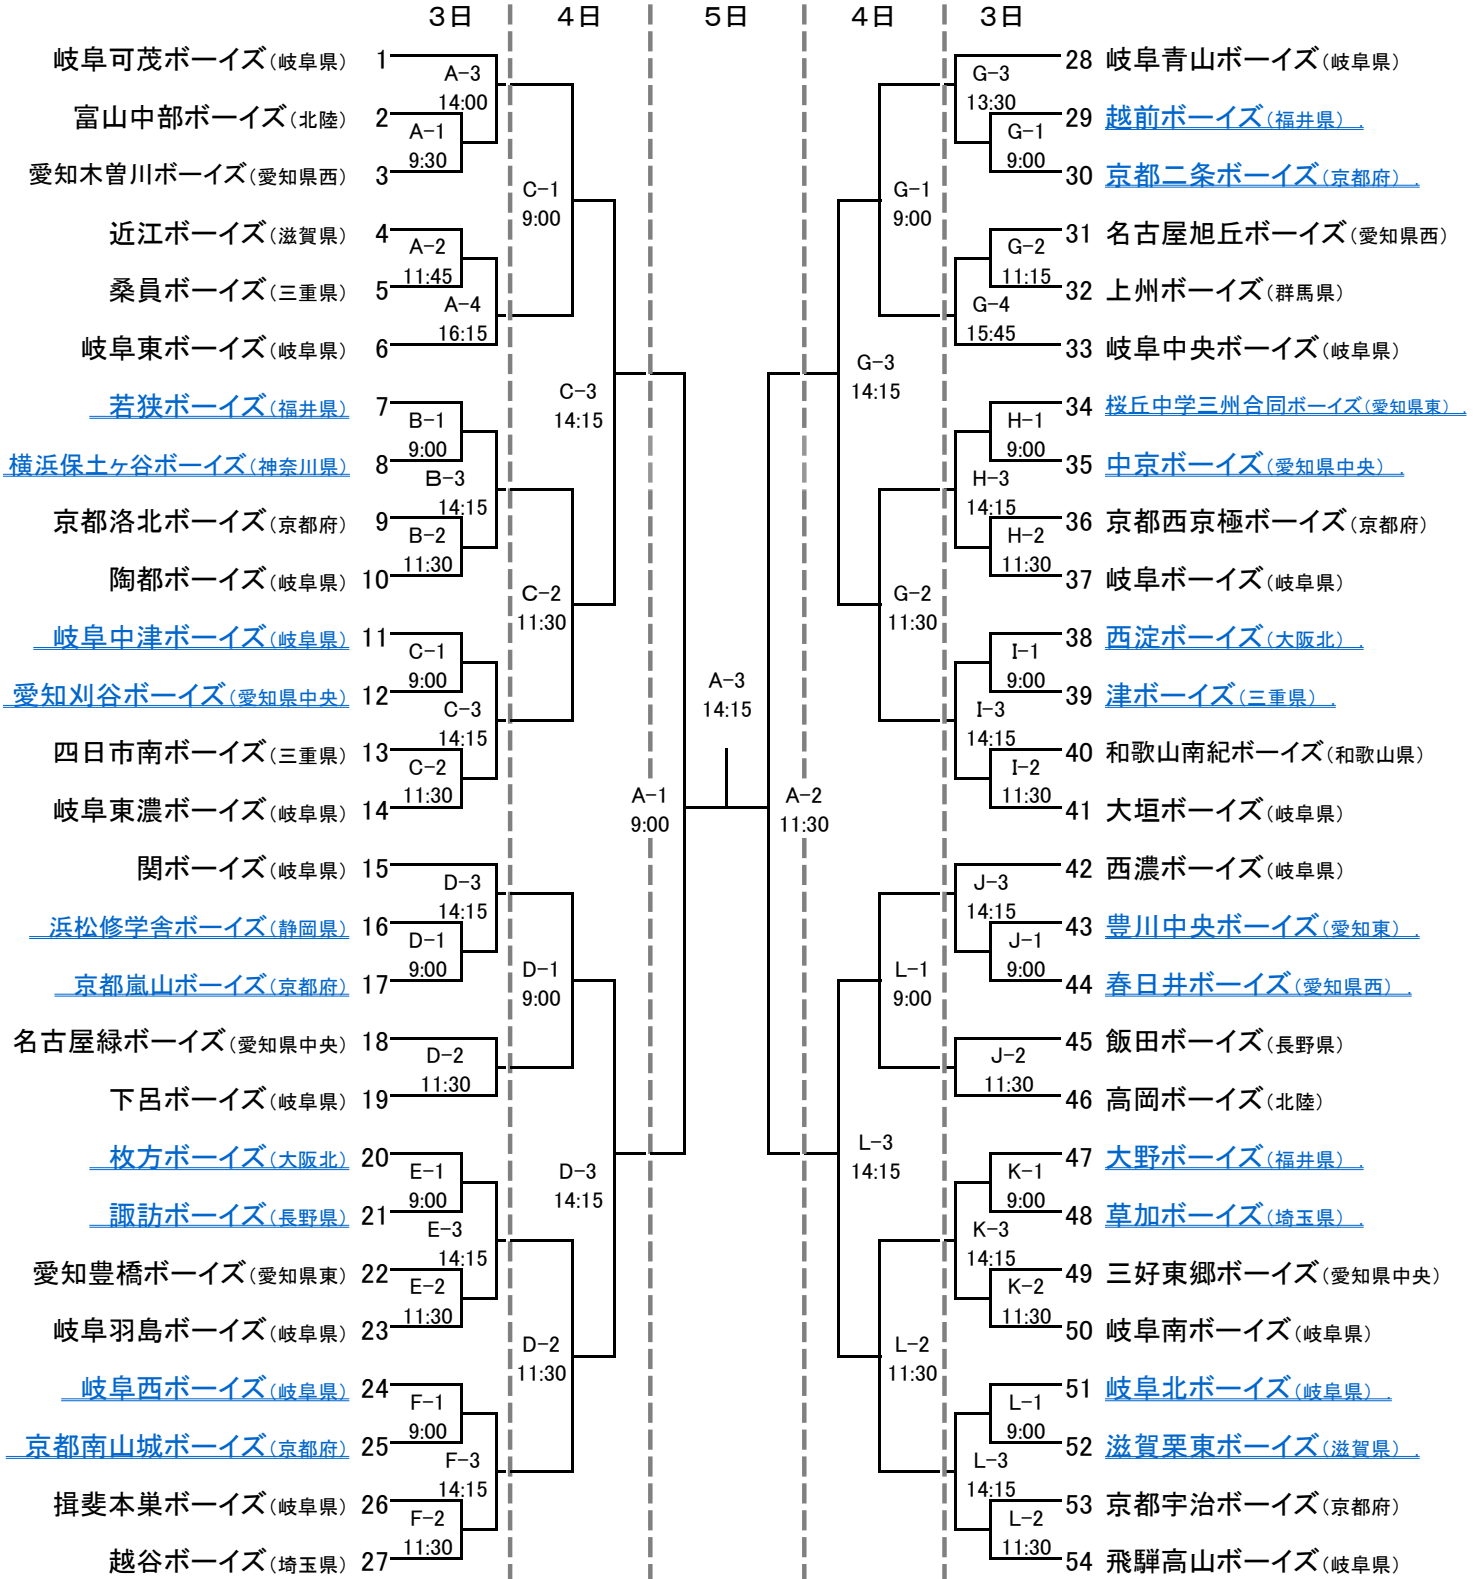 3日 4日 5日 4日 3日
岐阜可茂ボーイズ（岐阜県） 1
富山中部ボーイズ（北陸） 2
愛知木曽川ボーイズ（愛知県西） 3
近江ボーイズ（滋賀県） 4
桑員ボーイズ（三重県） 5
岐阜東ボーイズ（岐阜県） 6
若狭ボーイズ（福井県） 7
横浜保土ヶ谷ボーイズ（神奈川県） 8
京都洛北ボーイズ（京都府） 9
陶都ボーイズ（岐阜県） 10
岐阜中津ボーイズ（岐阜県） 11
愛知刈谷ボーイズ（愛知県中央） 12
四日市南ボーイズ（三重県） 13
岐阜東濃ボーイズ（岐阜県） 14
関ボーイズ（岐阜県） 15
浜松修学舎ボーイズ（静岡県） 16
京都嵐山ボーイズ（京都府） 17
名古屋緑ボーイズ（愛知県中央） 18
下呂ボーイズ（岐阜県） 19
枚方ボーイズ（大阪北） 20
諏訪ボーイズ（長野県） 21
愛知豊橋ボーイズ（愛知県東） 22
岐阜羽島ボーイズ（岐阜県） 23
岐阜西ボーイズ（岐阜県） 24
京都南山城ボーイズ（京都府） 25
揖斐本巣ボーイズ（岐阜県） 26
越谷ボーイズ（埼玉県） 27
A-3
14:00
A-1
9:30
A-2
11:45
A-4
16:15
B-1
9:00
B-3
14:15
B-2
11:30
C-1
9:00
C-3
14:15
C-2
11:30
D-3
14:15
D-1
9:00
D-2
11:30
E-1
9:00
E-3
14:15
E-2
11:30
F-1
9:00
F-3
14:15
F-2
11:30
C-1
9:00
C-3
14:15
C-2
11:30
D-1
9:00
D-3
14:15
D-2
11:30
A-3
14:15
A-1
9:00
A-2
11:30
G-1
9:00
G-3
14:15
G-2
11:30
L-1
9:00
L-3
14:15
L-2
11:30
G-3
13:30
G-1
9:00
G-2
11:15
G-4
15:45
H-1
9:00
H-3
14:15
H-2
11:30
I-1
9:00
I-3
14:15
I-2
11:30
J-3
14:15
J-1
9:00
J-2
11:30
K-1
9:00
K-3
14:15
K-2
11:30
L-1
9:00
L-3
14:15
L-2
11:30
28 岐阜青山ボーイズ（岐阜県）
29 越前ボーイズ（福井県） .
30 京都二条ボーイズ（京都府） .
31 名古屋旭丘ボーイズ（愛知県西）
32 上州ボーイズ（群馬県）
33 岐阜中央ボーイズ（岐阜県）
34 桜丘中学三州合同ボーイズ（愛知県東） .
35 中京ボーイズ（愛知県中央） .
36 京都西京極ボーイズ（京都府）
37 岐阜ボーイズ（岐阜県）
38 西淀ボーイズ（大阪北） .
39 津ボーイズ（三重県） .
40 和歌山南紀ボーイズ（和歌山県）
41 大垣ボーイズ（岐阜県）
42 西濃ボーイズ（岐阜県）
43 豊川中央ボーイズ（愛知東） .
44 春日井ボーイズ（愛知県西） .
45 飯田ボーイズ（長野県）
46 高岡ボーイズ（北陸）
47 大野ボーイズ（福井県） .
48 草加ボーイズ（埼玉県） .
49 三好東郷ボーイズ（愛知県中央）
50 岐阜南ボーイズ（岐阜県）
51 岐阜北ボーイズ（岐阜県） .
52 滋賀栗東ボーイズ（滋賀県） .
53 京都宇治ボーイズ（京都府）
54 飛騨高山ボーイズ（岐阜県）